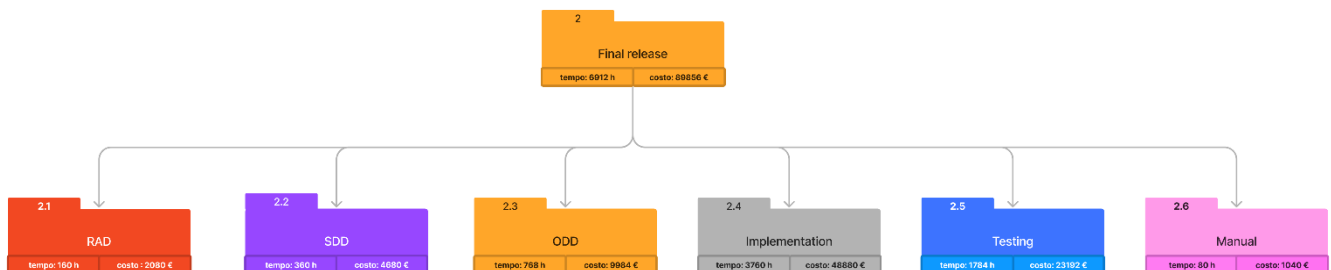 2
Final release
tempo: 6912 h costo: 89856 €
2.1 2.2 2.3 2.4 2.5 2.6
RAD SDD ODD Implementation Testing Manual
tempo: 160 h costo : 2080 € tempo: 360 h costo: 4680 € tempo: 768 h costo: 9984 € tempo: 3760 h costo: 48880 € tempo: 1784 h costo: 23192 € tempo: 80 h costo: 1040 €